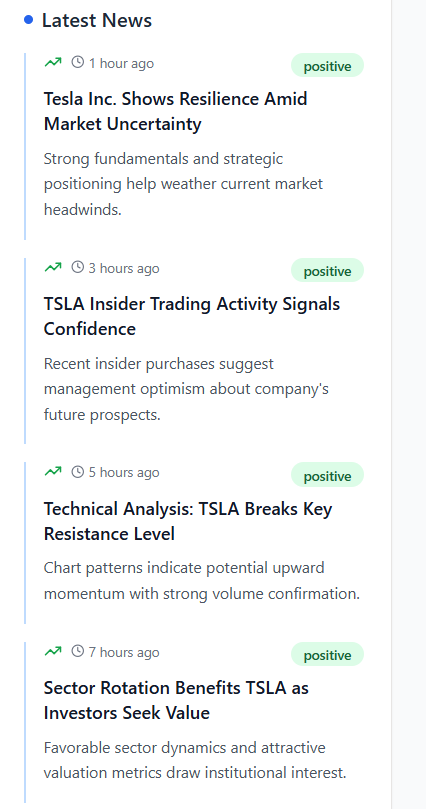 Latest News
1 hour ago
positive
Tesla Inc. Shows Resilience Amid
Market Uncertainty
Strong fundamentals and strategic
positioning help weather current market
headwinds.
3 hours ago
positive
TSLA Insider Trading Activity Signals
Confidence
Recent insider purchases suggest
management optimism about company's
future prospects.
5 hours ago
positive
Technical Analysis: TSLA Breaks Key
Resistance Level
Chart patterns indicate potential upward
momentum with strong volume confirmation.
7 hours ago
positive
Sector Rotation Benefits TSLA as
Investors Seek Value
Favorable sector dynamics and attractive
valuation metrics draw institutional interest.